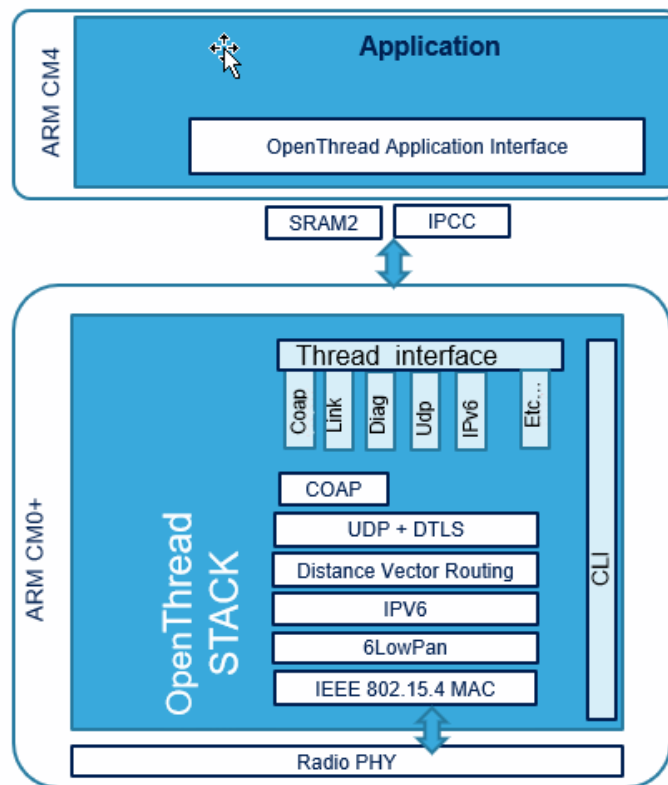 ARM CM4
Application
OpenThread Application Interface
SRAM2
IPCC
ARM CM0+
OpenThread
STACK
Thread interface
Coap
Link
Diag
Udp
IPv6
Etc...
COAP
UDP + DTLS
Distance Vector Routing
IPV6
6LowPan
IEEE 802.15.4 MAC
CLI
Radio PHY